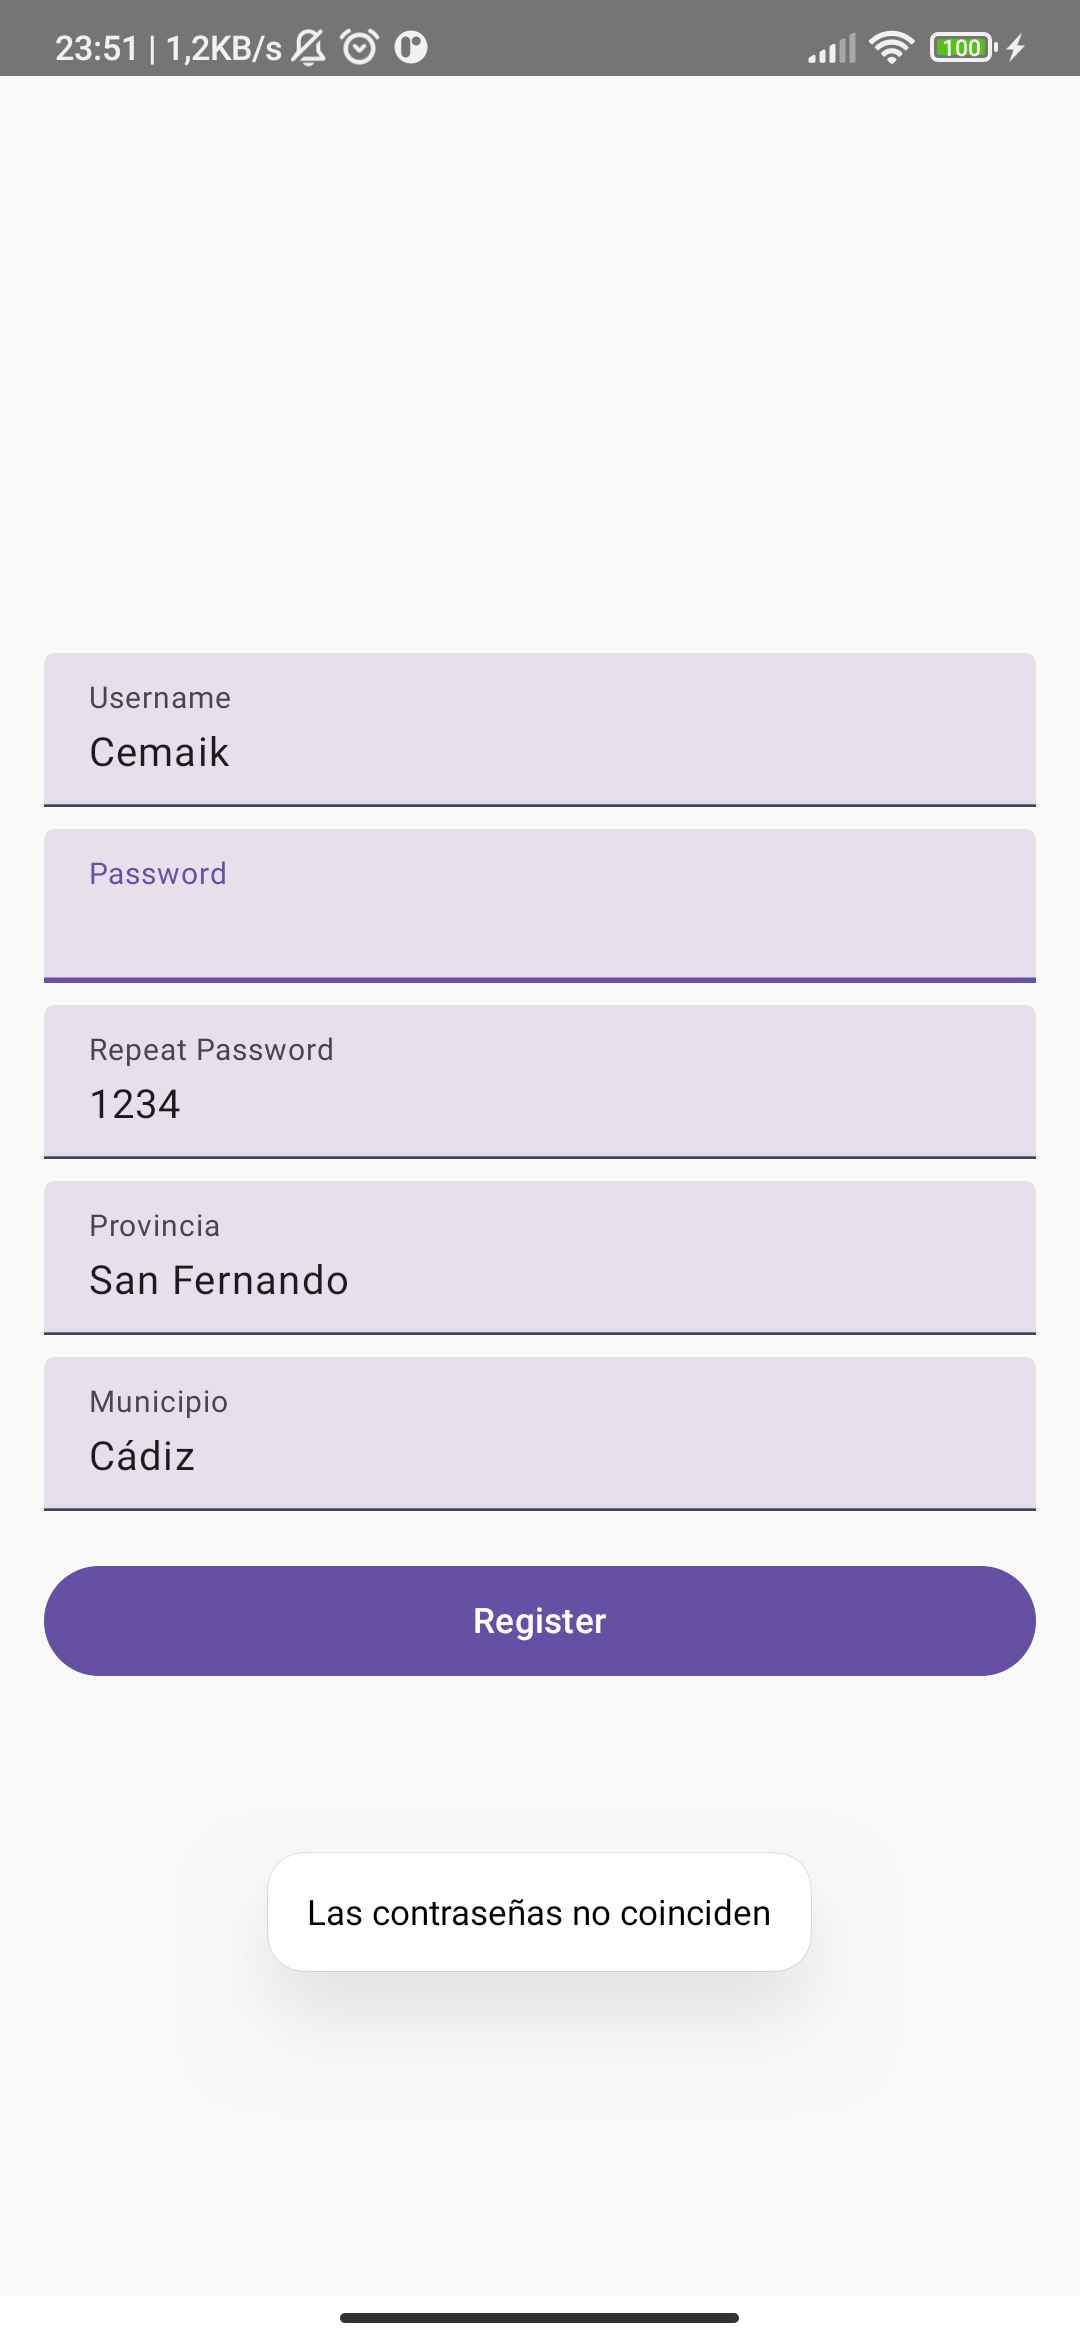 23:51 | 1,2KB/s 100
Username
Cemaik
Password
Repeat Password
1234
Provincia
San Fernando
Municipio
Cádiz
Register
Las contraseñas no coinciden